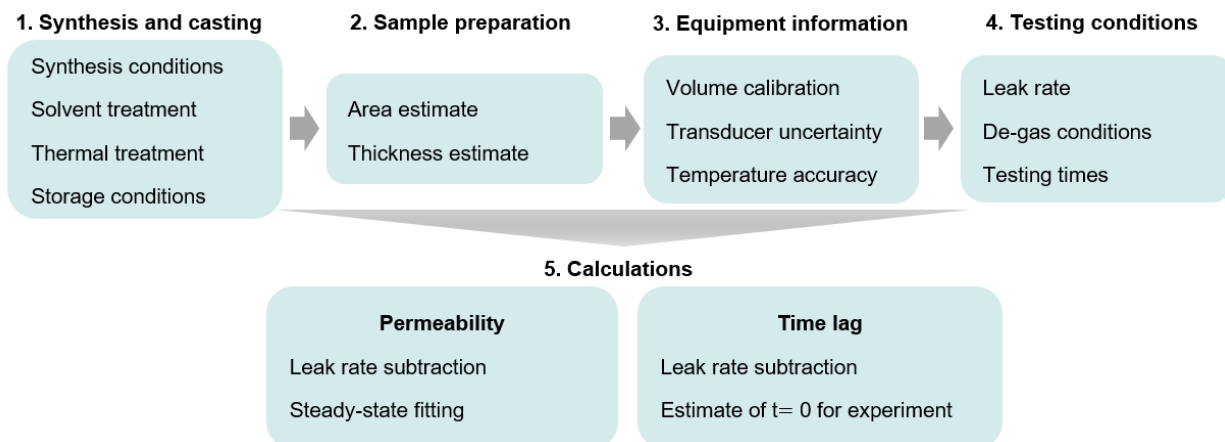 1. Synthesis and casting
Synthesis conditions
Solvent treatment
Thermal treatment
Storage conditions
2. Sample preparation
Area estimate
Thickness estimate
3. Equipment information
Volume calibration
Transducer uncertainty
Temperature accuracy
4. Testing conditions
Leak rate
De-gas conditions
Testing times
5. Calculations
Permeability
Leak rate subtraction
Steady-state fitting
Time lag
Leak rate subtraction
Estimate of t= 0 for experiment